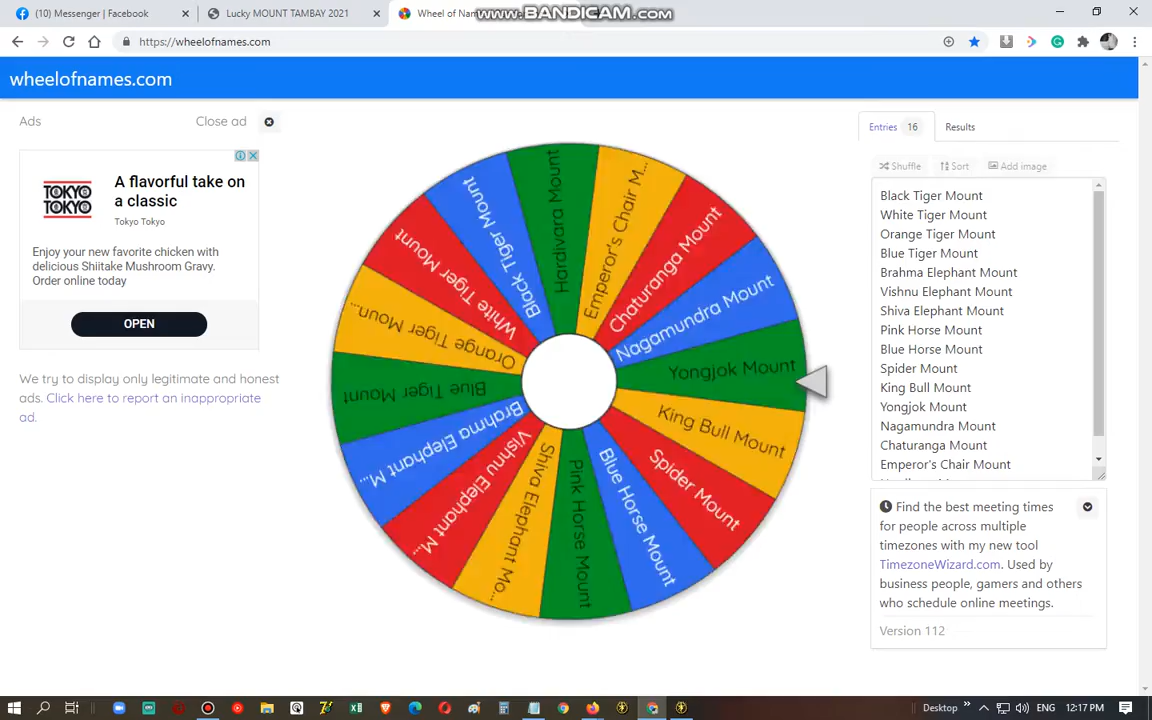 (10) Messenger | Facebook
Lucky MOUNT TAMBAY 2021
Wheel of Nam
www.BANDICAM.com
https://wheelofnames.com
wheelofnames.com
Ads
Close ad
TOKYO
TOKYO
A flavorful take on
a classic
Tokyo Tokyo
Enjoy your new favorite chicken with
delicious Shiitake Mushroom Gravy.
Order online today
OPEN
We try to display only legitimate and honest
ads. Click here to report an inappropriate
ad.
Hardivara Mount
Emperor's Chair M...
Chaturanga Mount
Nagamundra Mount
Yongjok Mount
King Bull Mount
Spider Mount
Blue Horse Mount
Pink Horse Mount
Shiva Elephant Mo...
Vishnu Elephant M...
Brahma Elephant M...
Blue Tiger Mount
Orange Tiger Moun...
White Tiger Mount
Black Tiger Mount
Entries 16
Results
Shuffle
Sort
Add image
Black Tiger Mount
White Tiger Mount
Orange Tiger Mount
Blue Tiger Mount
Brahma Elephant Mount
Vishnu Elephant Mount
Shiva Elephant Mount
Pink Horse Mount
Blue Horse Mount
Spider Mount
King Bull Mount
Yongjok Mount
Nagamundra Mount
Chaturanga Mount
Emperor's Chair Mount
Find the best meeting times
for people across multiple
timezones with my new tool
TimezoneWizard.com. Used by
business people, gamers and others
who schedule online meetings.
Version 112
Desktop
ENG
12:17 PM